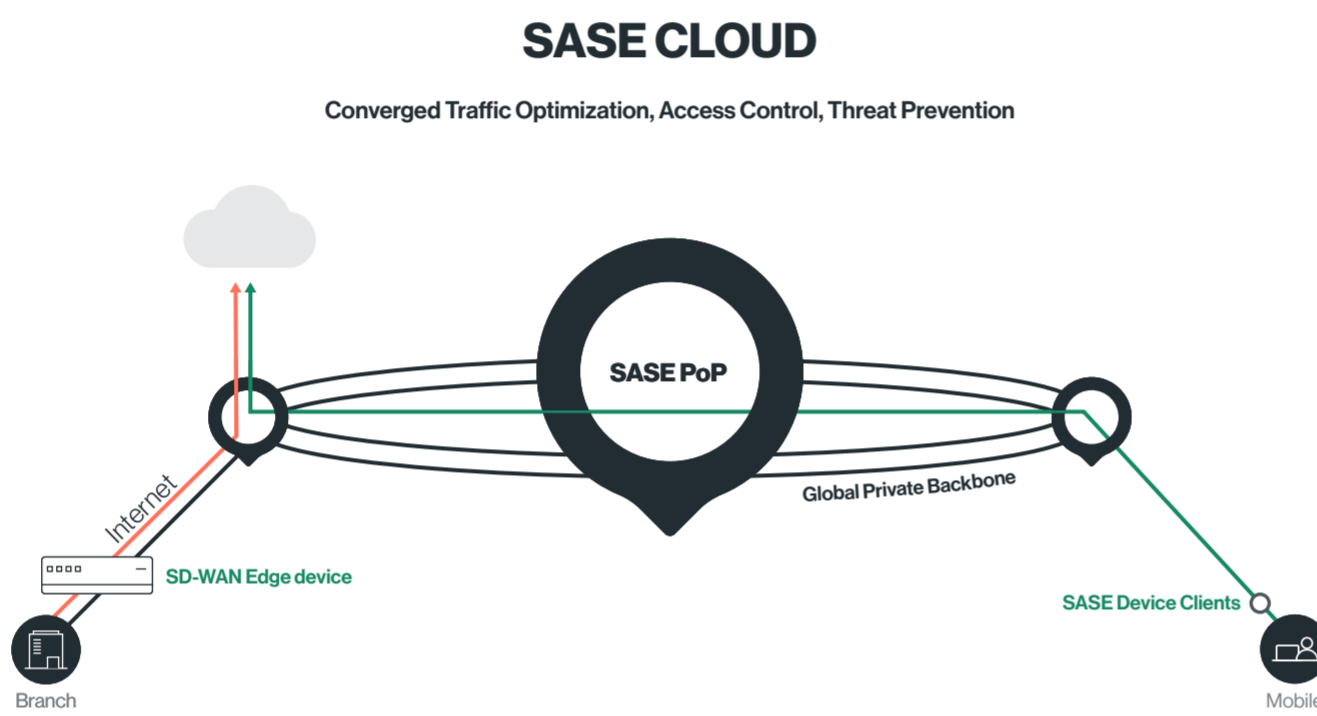 SASE CLOUD
Converged Traffic Optimization, Access Control, Threat Prevention
SASE PoP
Global Private Backbone
Internet
SD-WAN Edge device
SASE Device Clients
Branch
Mobile